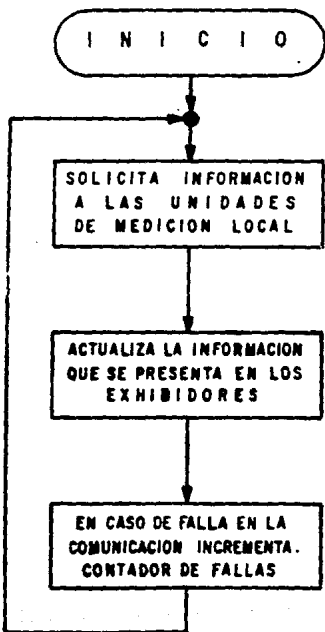 INICIO
SOLICITA INFORMACION
A LAS UNIDADES
DE MEDICION LOCAL
ACTUALIZA LA INFORMACION
QUE SE PRESENTA EN LOS
EXHIBIDORES
EN CASO DE FALLA EN LA
COMUNICACION INCREMENTA.
CONTADOR DE FALLAS